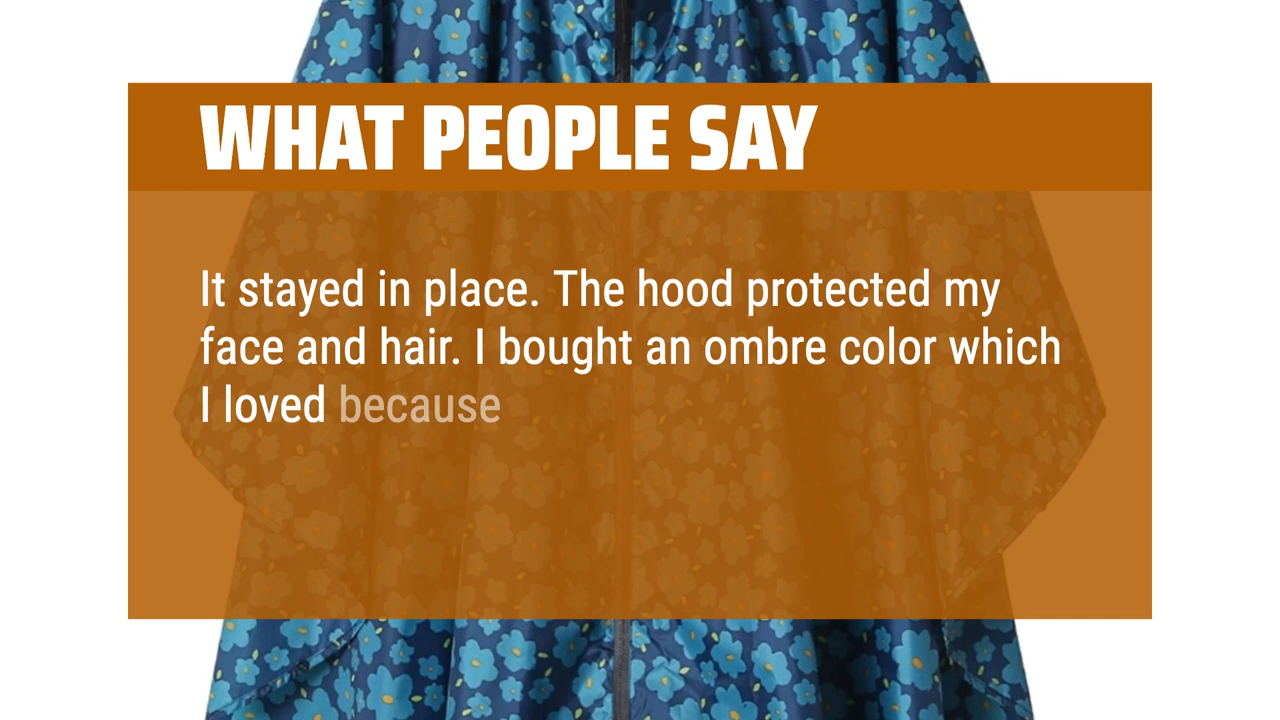 WHAT PEOPLE SAY
It stayed in place. The hood protected my
face and hair. I bought an ombre color which
I loved because